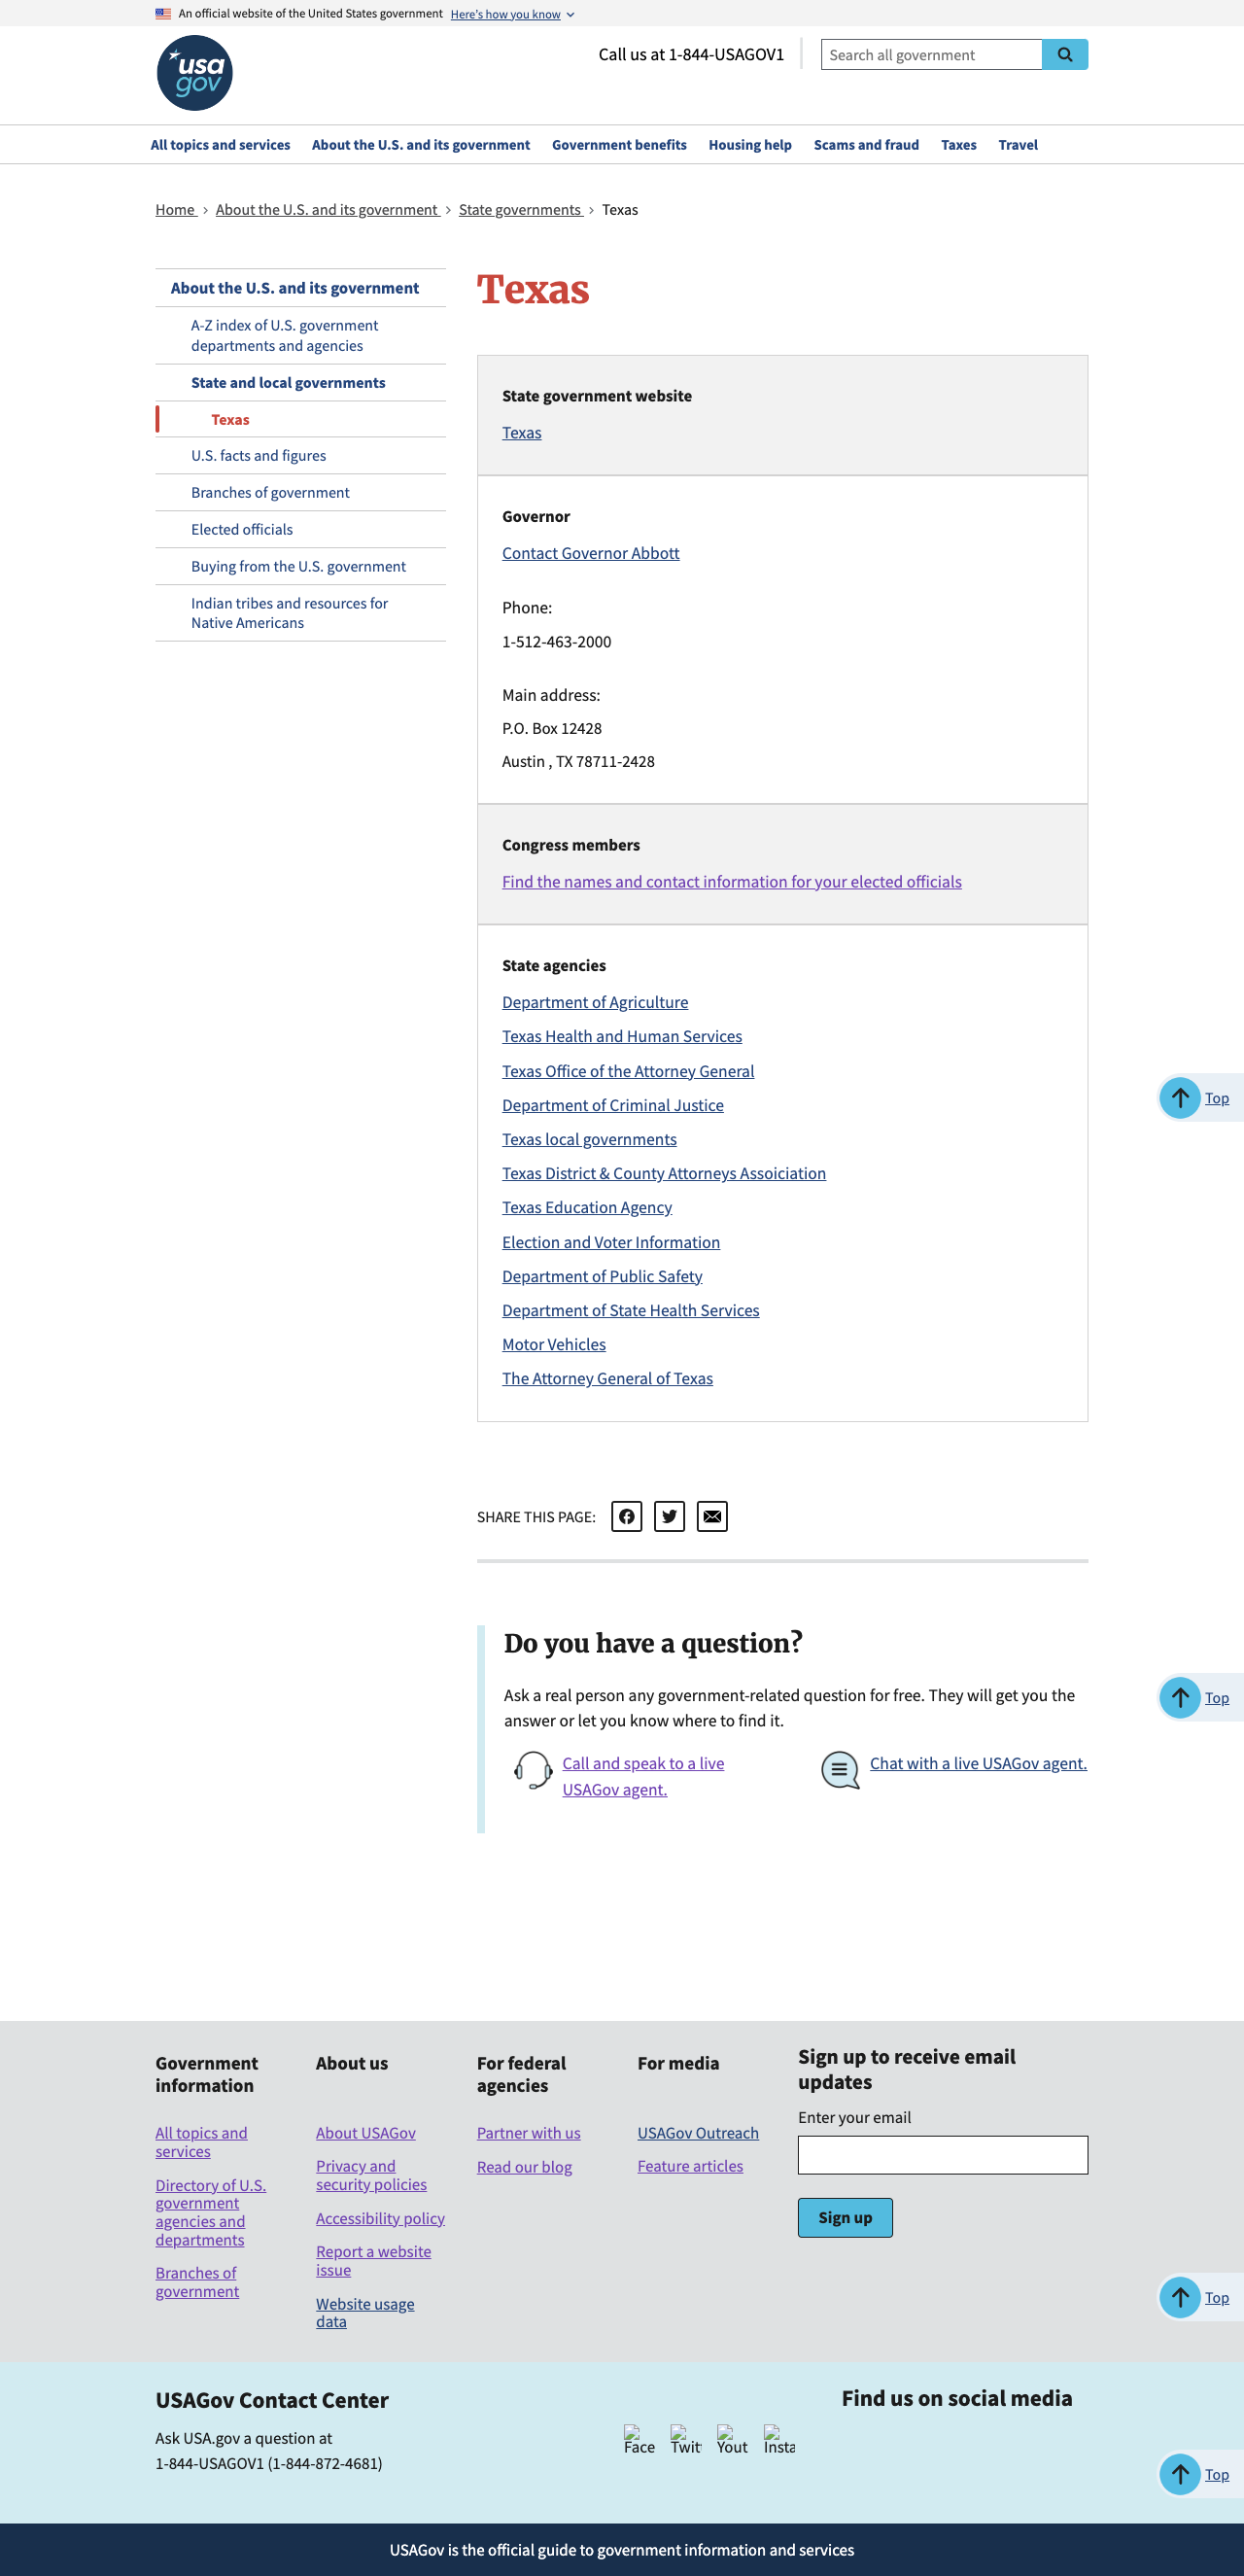 An official website of the United States government Here's how you know
usa
gov
Call us at 1-844-USAGOV1
Search all government
All topics and services About the U.S. and its government Government benefits Housing help Scams and fraud Taxes Travel
Home About the U.S. and its government State governments Texas
About the U.S. and its government
A-Z index of U.S. government
departments and agencies
State and local governments
Texas
U.S. facts and figures
Branches of government
Elected officials
Buying from the U.S. government
Indian tribes and resources for
Native Americans
Texas
State government website
Texas
Governor
Contact Governor Abbott
Phone:
1-512-463-2000
Main address:
P.O. Box 12428
Austin , TX 78711-2428
Congress members
Find the names and contact information for your elected officials
State agencies
Department of Agriculture
Texas Health and Human Services
Texas Office of the Attorney General
Department of Criminal Justice
Texas local governments
Texas District & County Attorneys Assoiciation
Texas Education Agency
Election and Voter Information
Department of Public Safety
Department of State Health Services
Motor Vehicles
The Attorney General of Texas
Top
SHARE THIS PAGE:
Do you have a question?
Ask a real person any government-related question for free. They will get you the
answer or let you know where to find it.
Call and speak to a live
USAGov agent.
Chat with a live USAGov agent.
Top
Government
information
All topics and
services
Directory of U.S.
government
agencies and
departments
Branches of
government
About us
About USAGov
Privacy and
security policies
Accessibility policy
Report a website
issue
Website usage
data
For federal
agencies
Partner with us
Read our blog
For media
USAGov Outreach
Feature articles
Sign up to receive email
updates
Enter your email
Sign up
Top
USAGov Contact Center
Ask USA.gov a question at
1-844-USAGOV1 (1-844-872-4681)
Find us on social media
Face Twitt Yout Insta
Top
USAGov is the official guide to government information and services